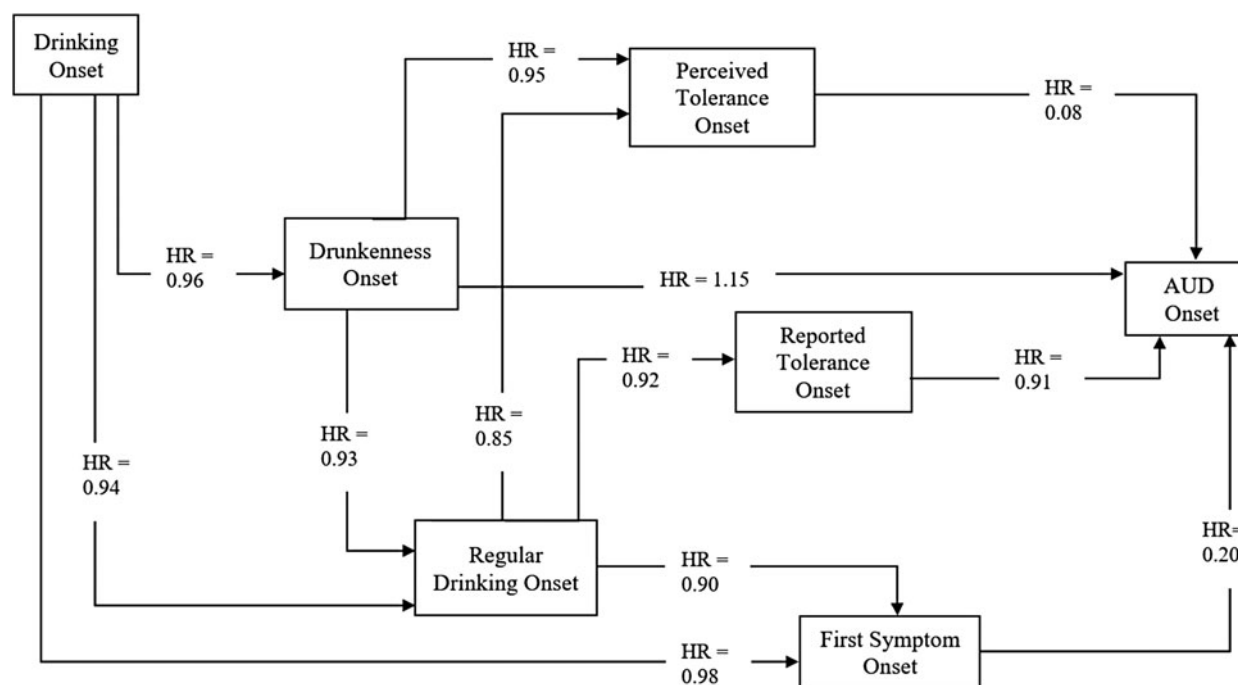 Drinking
Onset
HR =
0.95
Perceived
Tolerance
Onset
HR =
0.08
HR =
0.96
Drunkenness
Onset
HR = 1.15
AUD
Onset
Reported
Tolerance
Onset
HR =
0.92
HR =
0.91
HR =
0.94
HR =
0.93
HR =
0.85
HR=
0.20
Regular
Drinking Onset
HR =
0.90
HR =
0.98
First Symptom
Onset